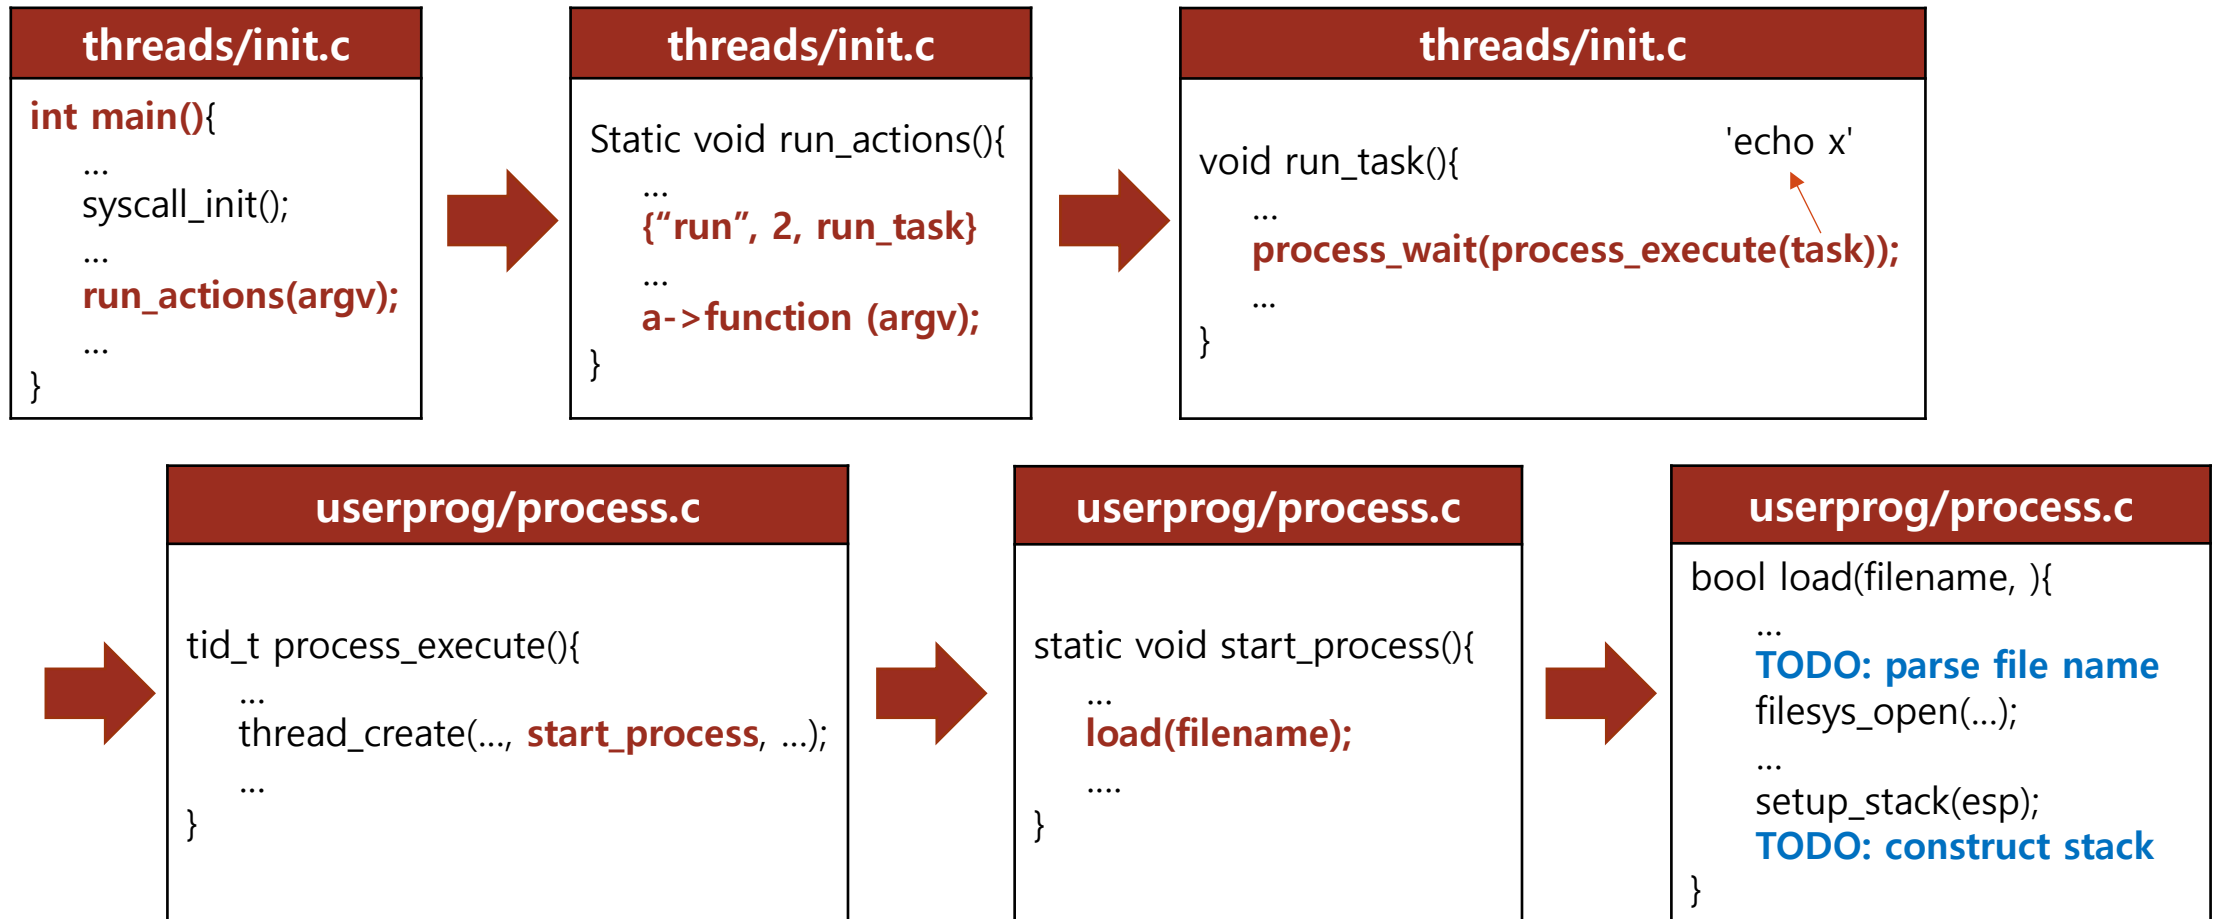 threads/init.c
int main(){
...
syscall_init();
...
run_actions(argv);
...
}
threads/init.c
Static void run_actions(){
...
{“run”, 2, run_task}
...
a->function (argv);
}
threads/init.c
'echo x'
void run_task(){
...
process_wait(process_execute(task));
...
}
userprog/process.c
tid_t process_execute(){
...
thread_create(..., start_process, ...);
...
}
userprog/process.c
static void start_process(){
...
load(filename);
....
}
userprog/process.c
bool load(filename, ){
...
TODO: parse file name
filesys_open(...);
...
setup_stack(esp);
TODO: construct stack
}